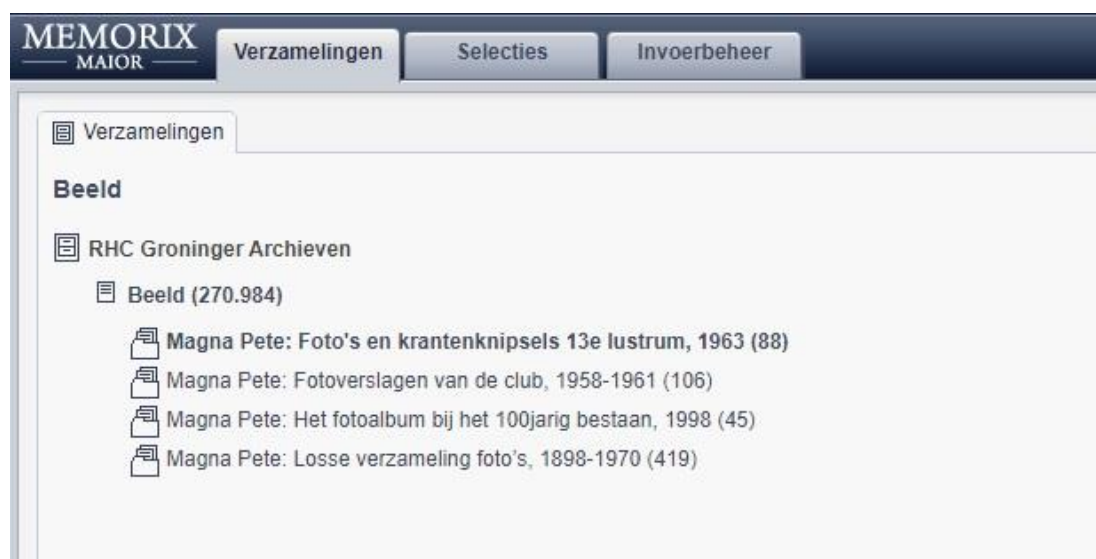 MEMORIX
MAIOR
Verzamelingen
Selecties
Invoerbeheer
Verzamelingen
Beeld
RHC Groninger Archieven
Beeld (270.984)
Magna Pete: Foto's en krantenknipsels 13e lustrum, 1963 (88)
Magna Pete: Fotoverslagen van de club, 1958-1961 (106)
Magna Pete: Het fotoalbum bij het 100jarig bestaan, 1998 (45)
Magna Pete: Losse verzameling foto’s, 1898-1970 (419)